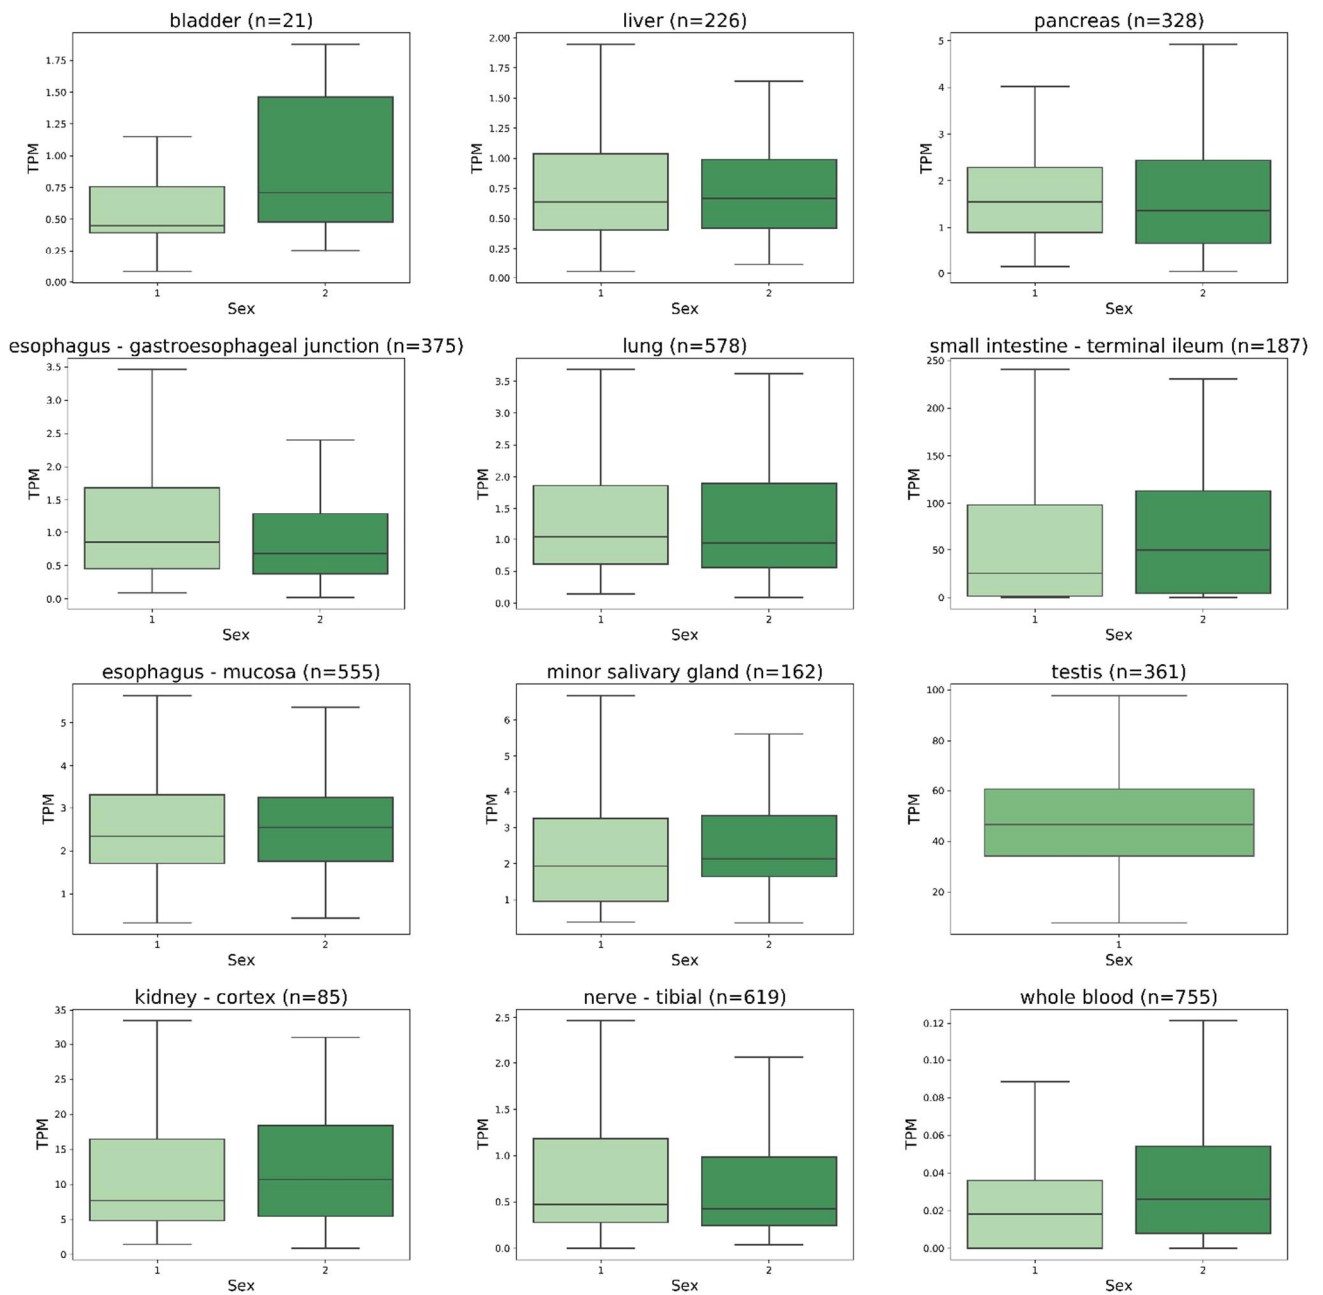 bladder (n=21)
TPM
1.75
1.50
1.25
1.00
0.75
0.50
0.25
0.00
1 2
Sex
liver (n=226)
TPM
2.00
1.75
1.50
1.25
1.00
0.75
0.50
0.25
0.00
1 2
Sex
pancreas (n=328)
TPM
5
4
3
2
1
0
1 2
Sex
esophagus - gastroesophageal junction (n=375)
TPM
3.5
3.0
2.5
2.0
1.5
1.0
0.5
0.0
1 2
Sex
lung (n=578)
TPM
3.5
3.0
2.5
2.0
1.5
1.0
0.5
0.0
1 2
Sex
small intestine - terminal ileum (n=187)
TPM
250
200
150
100
50
0
1 2
Sex
esophagus - mucosa (n=555)
TPM
5
4
3
2
1
1 2
Sex
minor salivary gland (n=162)
TPM
6
5
4
3
2
1
1 2
Sex
testis (n=361)
TPM
100
80
60
40
20
1
Sex
kidney - cortex (n=85)
TPM
35
30
25
20
15
10
5
0
1 2
Sex
nerve - tibial (n=619)
TPM
2.5
2.0
1.5
1.0
0.5
0.0
1 2
Sex
whole blood (n=755)
TPM
0.12
0.10
0.08
0.06
0.04
0.02
0.00
1 2
Sex